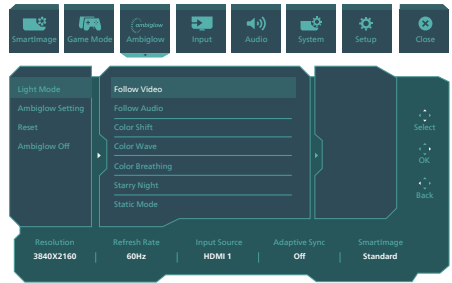 ambiglow
SmartImage Game Mode Ambiglow Input Audio System Setup Close
Light Mode Follow Video
Ambiglow Setting Follow Audio
Reset Color Shift
Ambiglow Off Color Wave
Color Breathing
Starry Night
Static Mode
Select
OK
Back
Resolution Refresh Rate Input Source Adaptive Sync SmartImage
3840X2160 60Hz HDMI 1 Off Standard